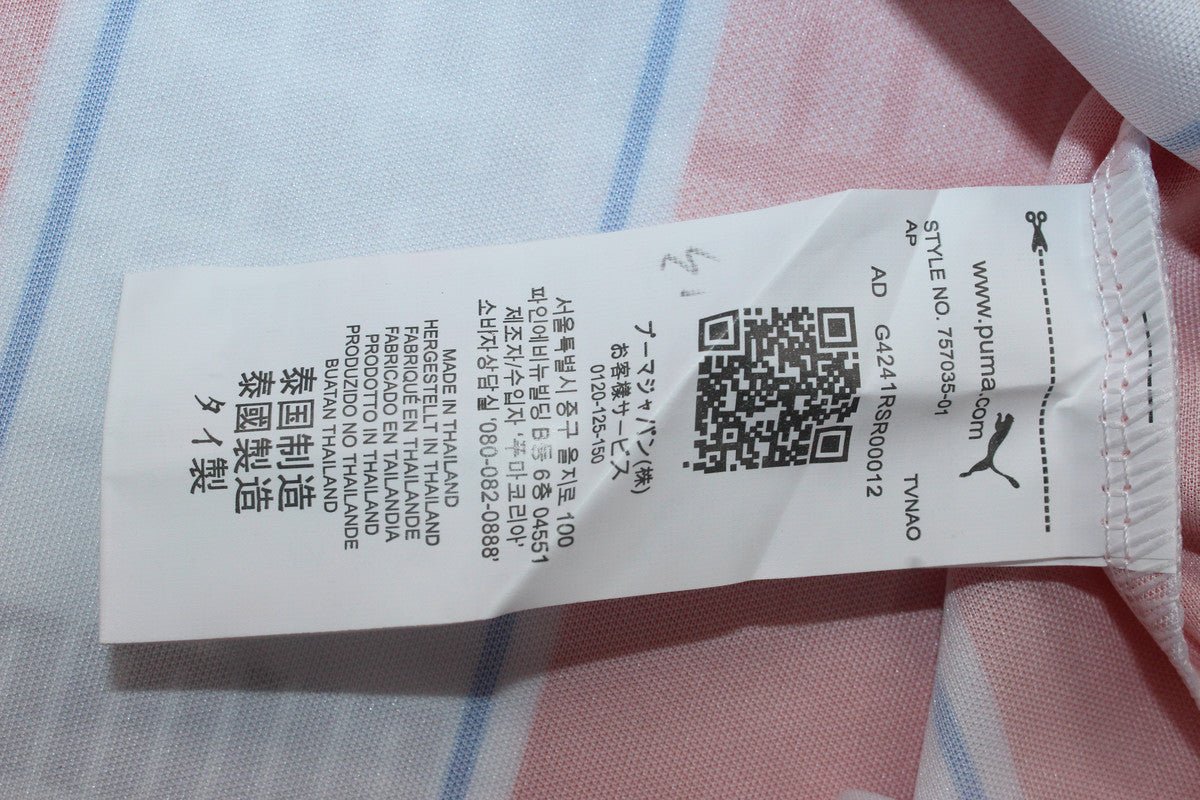 www.puma.com
STYLE NO. 757035-01
AP TVNAO
AD G4241RSR00012
プーマジャパン(株)
お客様サービス
0120-125-150
서울특별시 중구 을지로 100
파인에비뉴빌딩 B동 6층 04551
제조자/수입자 '푸마코리아'
소비자상담실 '080-082-0888'
MADE IN THAILAND
HERGESTELLT IN THAILAND
FABRIQUÉ EN THAÏLANDE
FABRICADO EN TAILANDIA
PRODOTTO IN THAILAND
PRODUZIDO NO THAILANDE
BUATAN THAILAND
泰国制造
泰國製造
タイ製